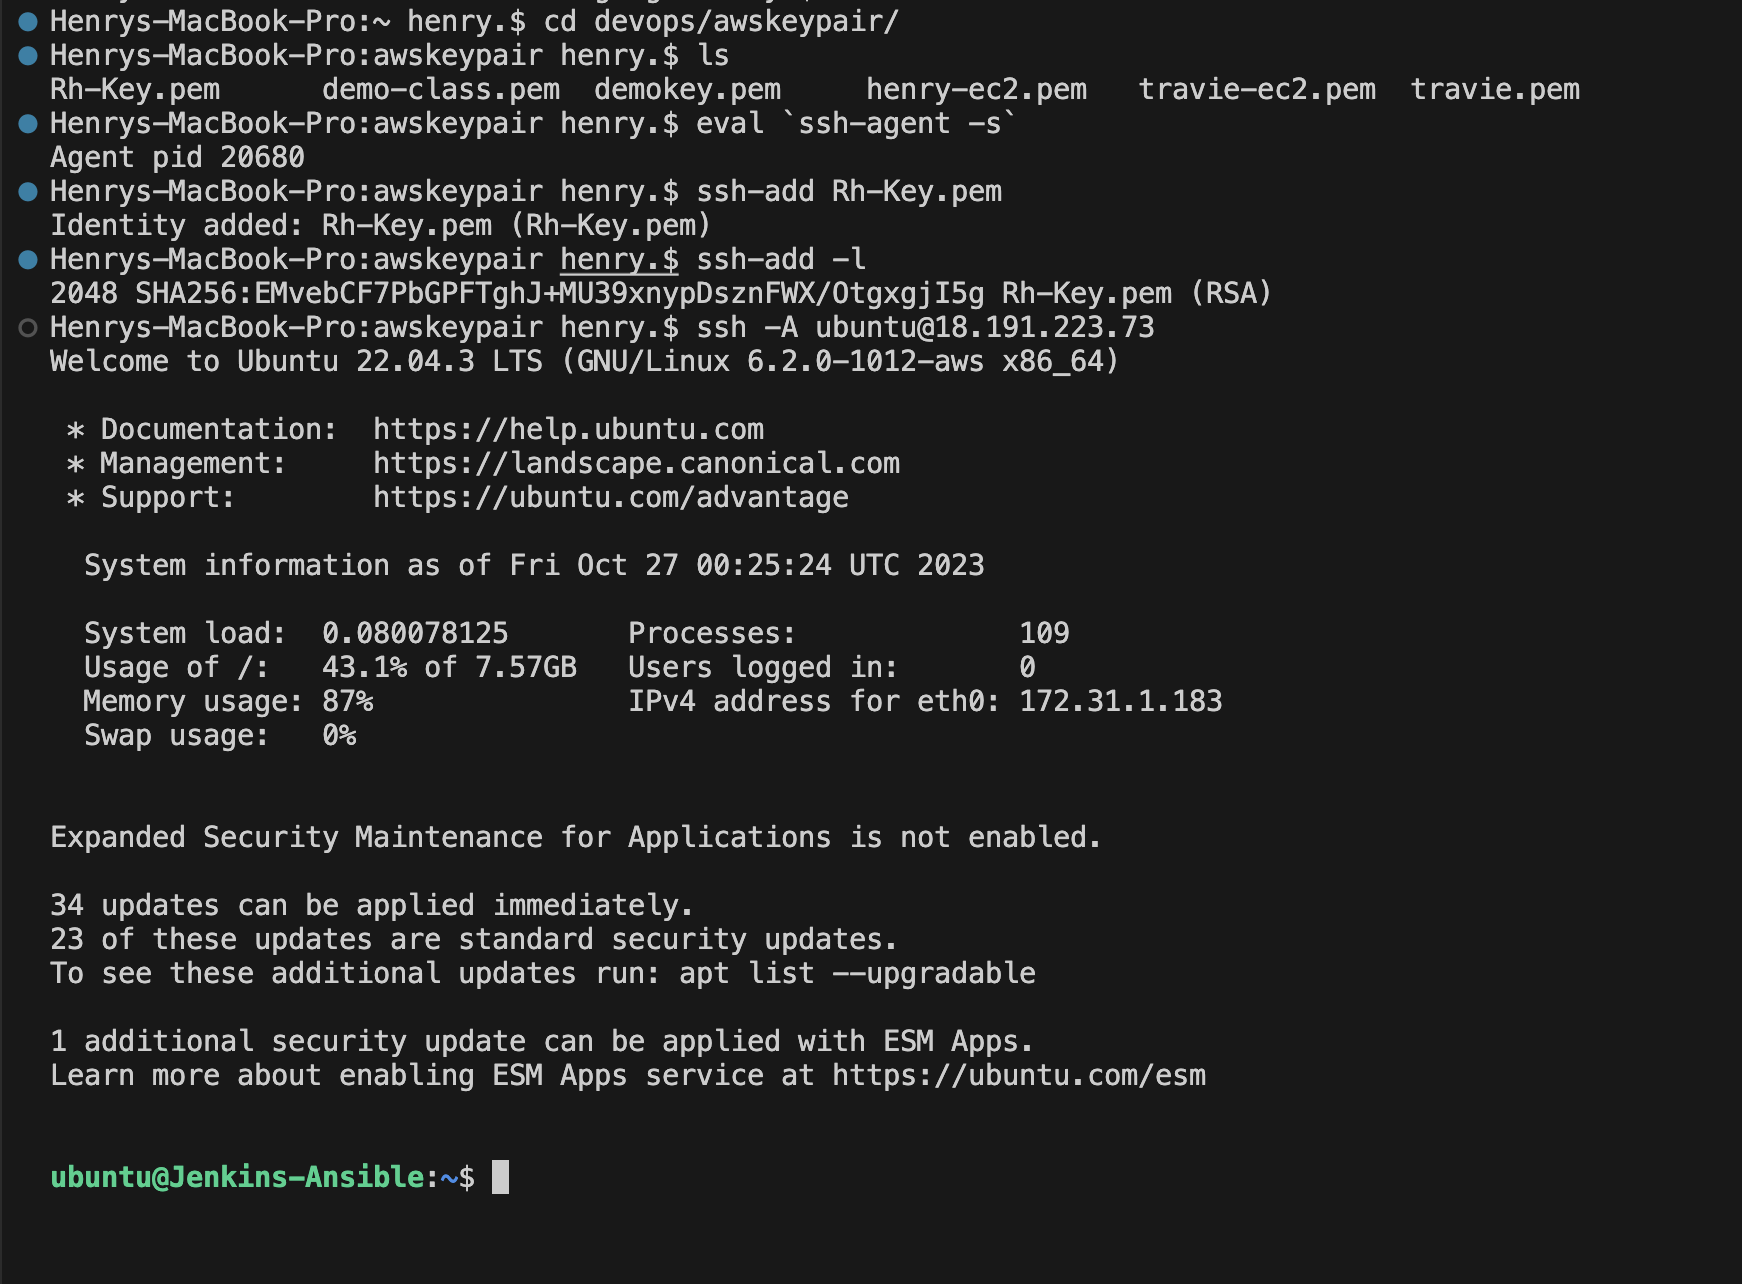 Henrys-MacBook-Pro:~ henry.$ cd devops/awskeypair/
Henrys-MacBook-Pro:awskeypair henry.$ ls
Rh-Key.pem      demo-class.pem  demokey.pem     henry-ec2.pem   travie-ec2.pem  travie.pem
Henrys-MacBook-Pro:awskeypair henry.$ eval `ssh-agent -s`
Agent pid 20680
Henrys-MacBook-Pro:awskeypair henry.$ ssh-add Rh-Key.pem
Identity added: Rh-Key.pem (Rh-Key.pem)
Henrys-MacBook-Pro:awskeypair henry.$ ssh-add -l
2048 SHA256:EMvebCF7PbGPFTghJ+MU39xnypDsznFWX/OtgxgjI5g Rh-Key.pem (RSA)
Henrys-MacBook-Pro:awskeypair henry.$ ssh -A ubuntu@18.191.223.73
Welcome to Ubuntu 22.04.3 LTS (GNU/Linux 6.2.0-1012-aws x86_64)

 * Documentation:  https://help.ubuntu.com
 * Management:     https://landscape.canonical.com
 * Support:        https://ubuntu.com/advantage

  System information as of Fri Oct 27 00:25:24 UTC 2023

  System load:  0.080078125       Processes:             109
  Usage of /:   43.1% of 7.57GB   Users logged in:       0
  Memory usage: 87%               IPv4 address for eth0: 172.31.1.183
  Swap usage:   0%

Expanded Security Maintenance for Applications is not enabled.

34 updates can be applied immediately.
23 of these updates are standard security updates.
To see these additional updates run: apt list --upgradable

1 additional security update can be applied with ESM Apps.
Learn more about enabling ESM Apps service at https://ubuntu.com/esm

ubuntu@Jenkins-Ansible:~$